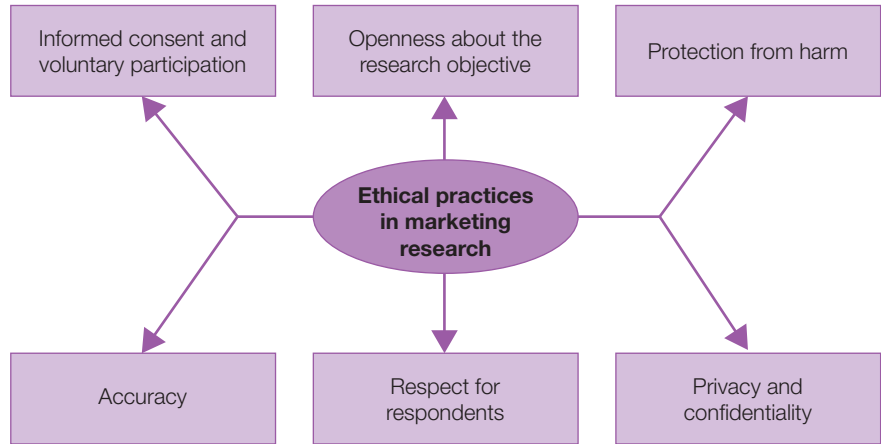 Informed consent and
voluntary participation
Openness about the
research objective
Protection from harm
Ethical practices
in marketing
research
Accuracy
Respect for
respondents
Privacy and
confidentiality